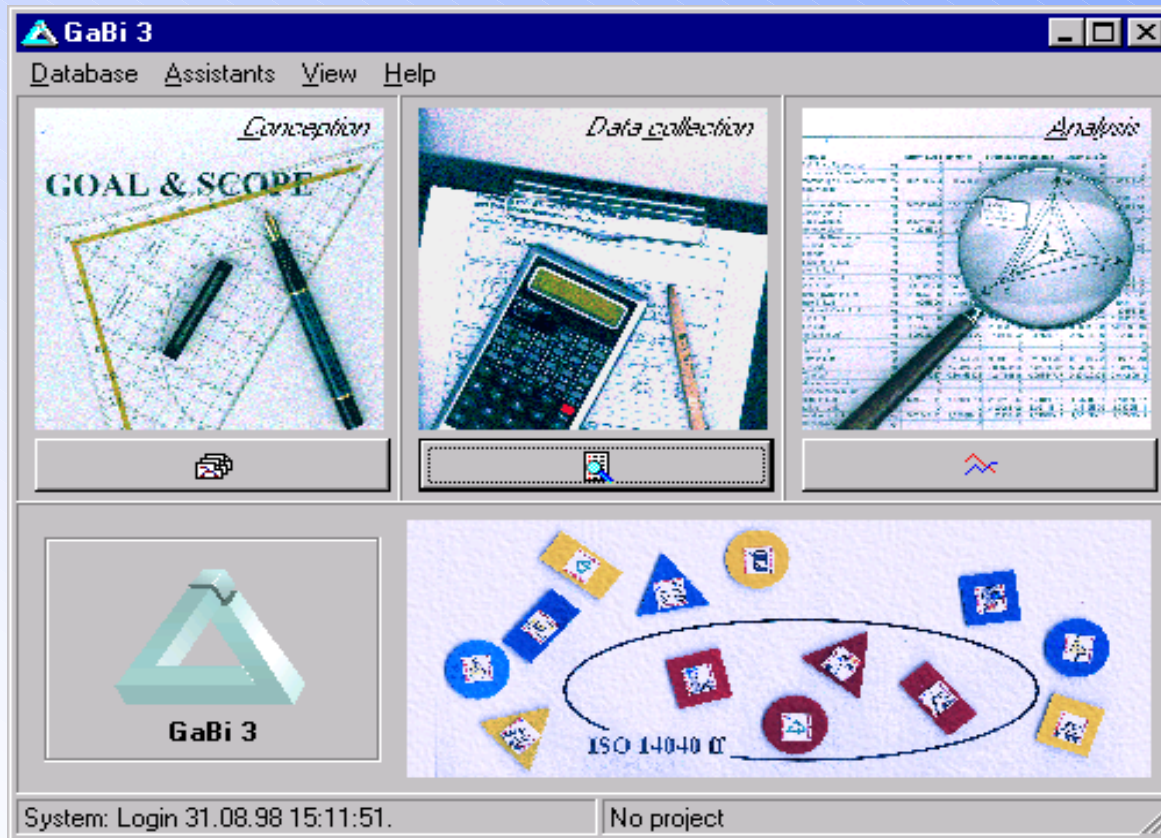 GaBi 3
Database Assistants View Help
Conception
GOAL & SCOPE
Data collection
Analysis
GaBi 3
ISO 14040 ff
System: Login 31.08.98 15:11:51.
No project